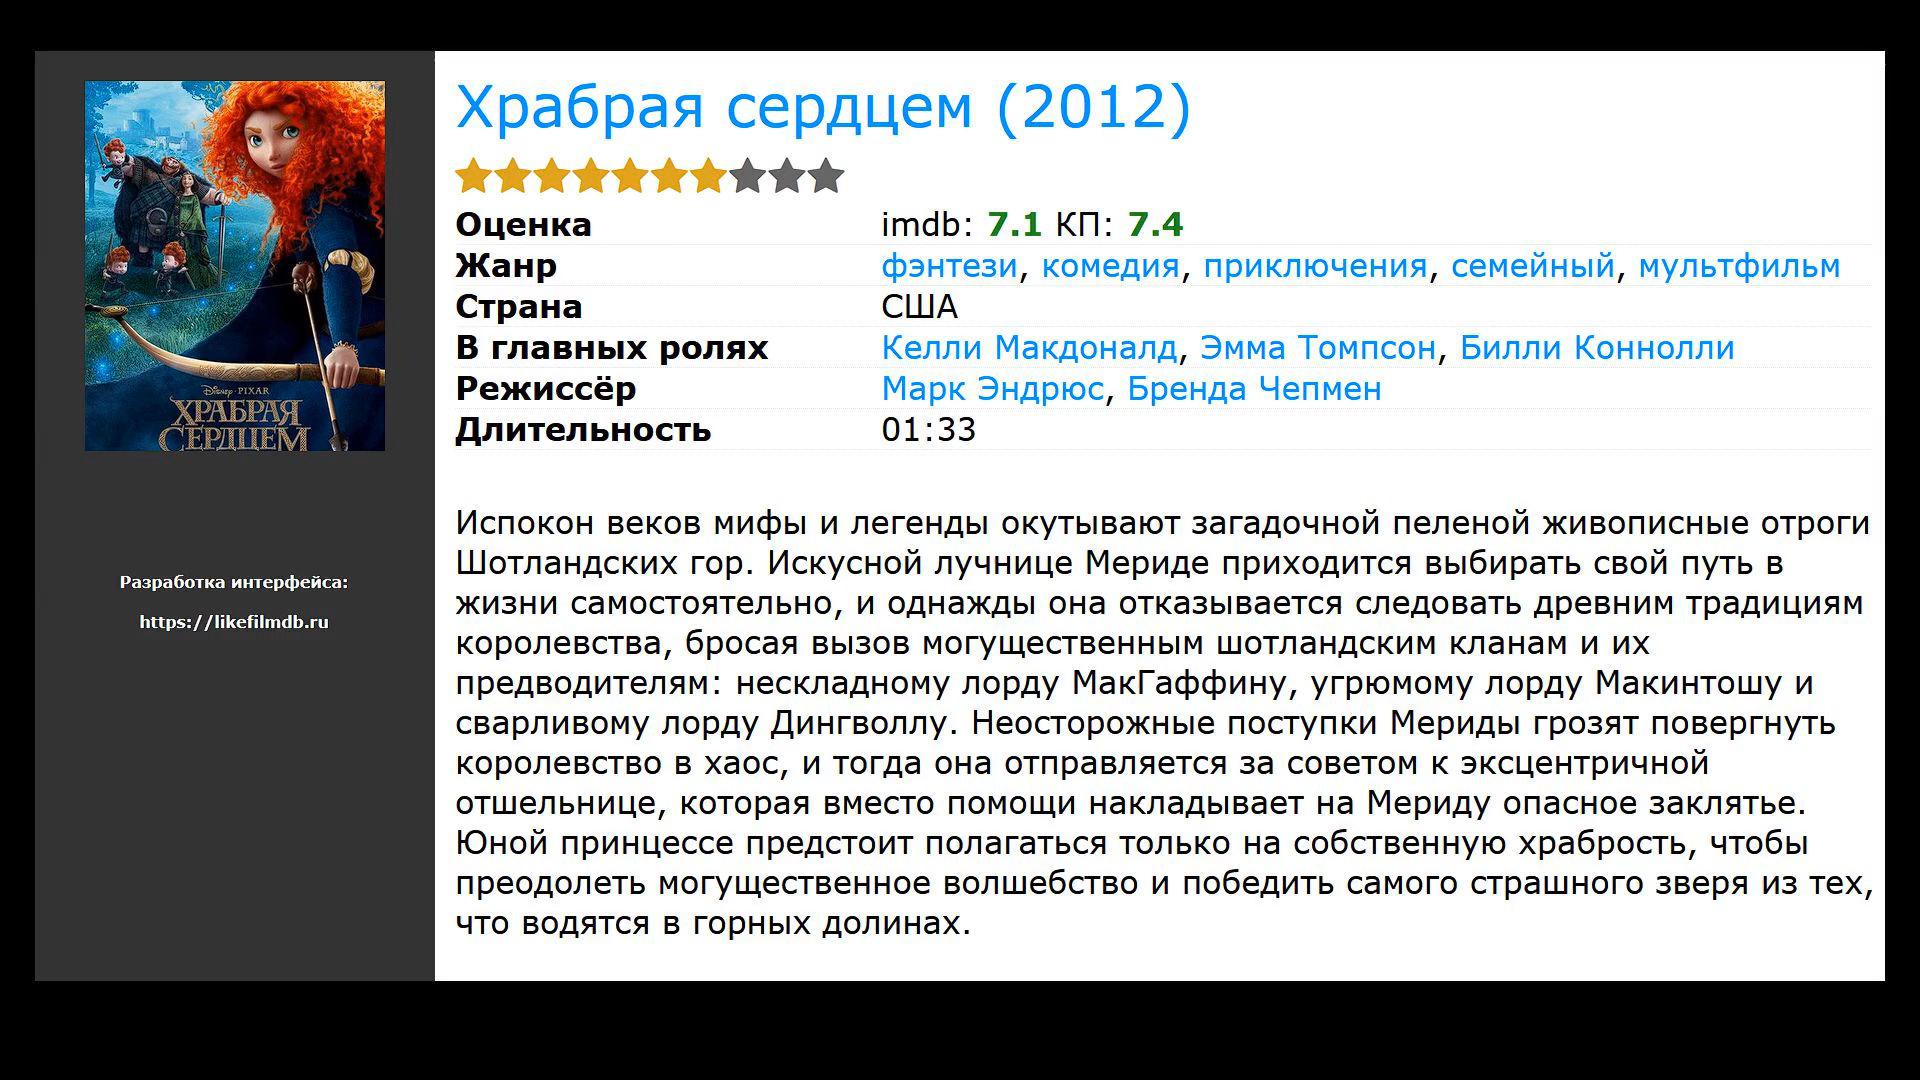 Disney · PIXAR
ХРАБРАЯ
СЕРДЦЕМ
Разработка интерфейса:
https://likefilmdb.ru
Храбрая сердцем (2012)
Оценка imdb: 7.1 КП: 7.4
Жанр фэнтези, комедия, приключения, семейный, мультфильм
Страна США
В главных ролях Келли Макдоналд, Эмма Томпсон, Билли Коннолли
Режиссёр Марк Эндрюс, Бренда Чепмен
Длительность 01:33
Испокон веков мифы и легенды окутывают загадочной пеленой живописные отроги
Шотландских гор. Искусной лучнице Мериде приходится выбирать свой путь в
жизни самостоятельно, и однажды она отказывается следовать древним традициям
королевства, бросая вызов могущественным шотландским кланам и их
предводителям: нескладному лорду МакГаффину, угрюмому лорду Макинтошу и
сварливому лорду Дингволлу. Неосторожные поступки Мериды грозят повергнуть
королевство в хаос, и тогда она отправляется за советом к эксцентричной
отшельнице, которая вместо помощи накладывает на Мериду опасное заклятье.
Юной принцессе предстоит полагаться только на собственную храбрость, чтобы
преодолеть могущественное волшебство и победить самого страшного зверя из тех,
что водятся в горных долинах.